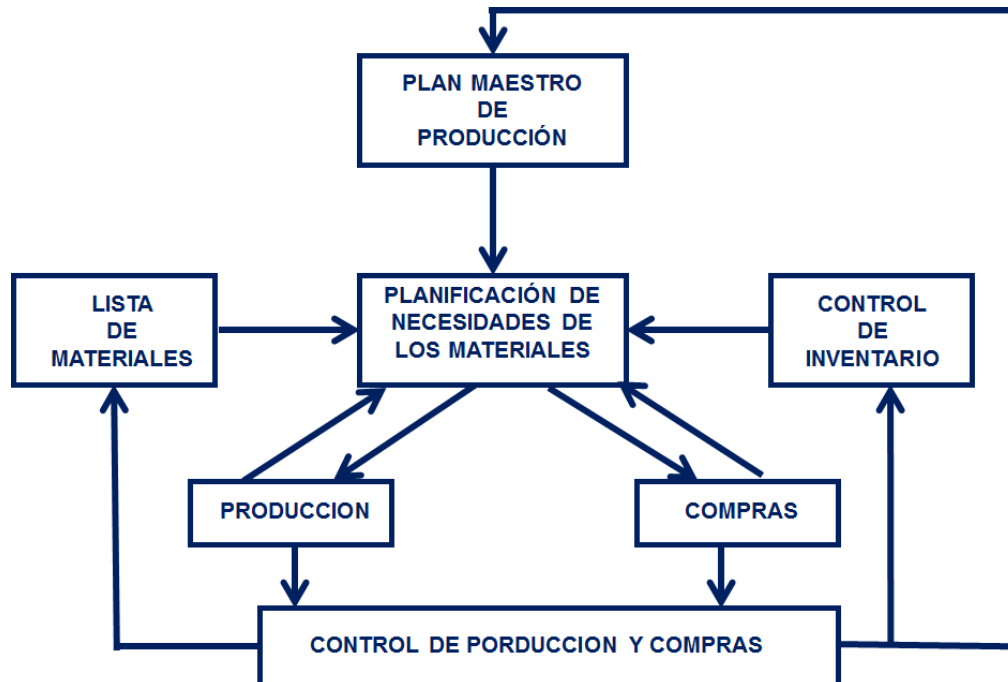 PLAN MAESTRO
DE
PRODUCCIÓN
LISTA
DE
MATERIALES
PLANIFICACIÓN DE
NECESIDADES DE
LOS MATERIALES
CONTROL
DE
INVENTARIO
PRODUCCION
COMPRAS
CONTROL DE PORDUCCION Y COMPRAS